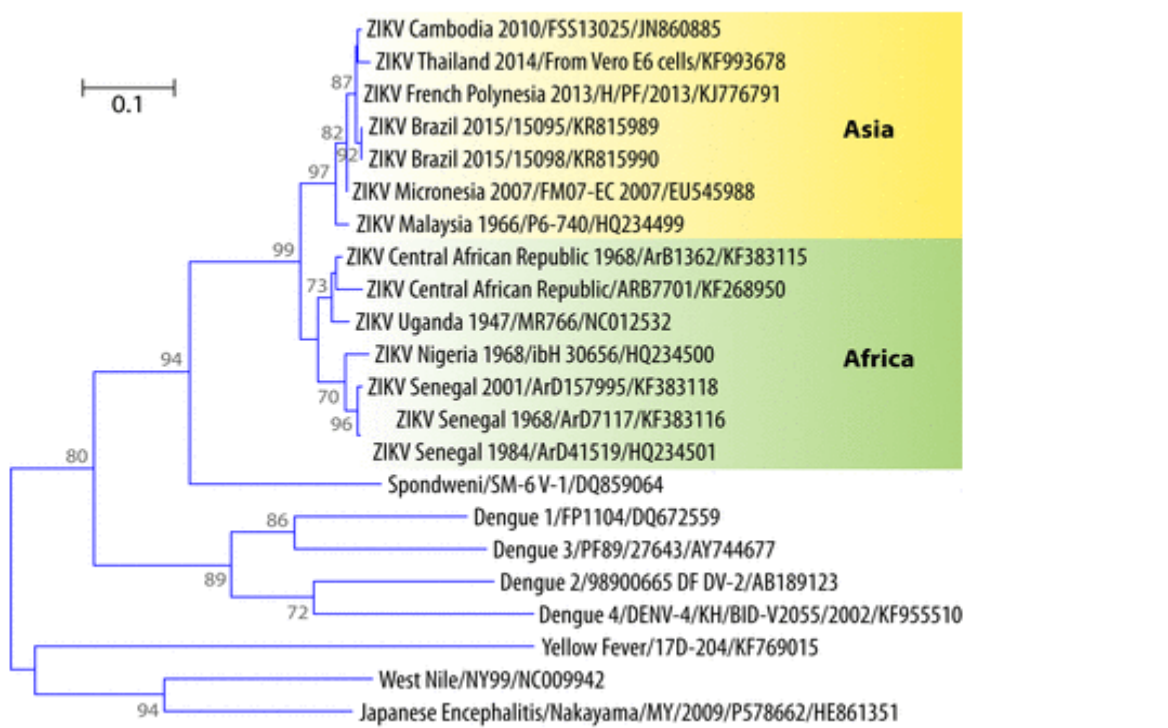 ZIKV Cambodia 2010/FSS13025/JN860885
ZIKV Thailand 2014/From Vero E6 cells/KF993678
87
ZIKV French Polynesia 2013/H/PF/2013/KJ776791
0.1
ZIKV Brazil 2015/15095/KR815989
Asia
82
92
ZIKV Brazil 2015/15098/KR815990
97
ZIKV Micronesia 2007/FM07-EC 2007/EU545988
ZIKV Malaysia 1966/P6-740/HQ234499
99
ZIKV Central African Republic 1968/ArB1362/KF383115
73
ZIKV Central African Republic/ARB7701/KF268950
ZIKV Uganda 1947/MR766/NC012532
94
ZIKV Nigeria 1968/ibH 30656/HQ234500
Africa
ZIKV Senegal 2001/ArD157995/KF383118
70
ZIKV Senegal 1968/ArD7117/KF383116
96
ZIKV Senegal 1984/ArD41519/HQ234501
80
Spondweni/SM-6 V-1/DQ859064
86
Dengue 1/FP1104/DQ672559
Dengue 3/PF89/27643/AY744677
89
Dengue 2/98900665 DF DV-2/AB189123
72
Dengue 4/DENV-4/KH/BID-V2055/2002/KF955510
Yellow Fever/17D-204/KF769015
West Nile/NY99/NC009942
94
Japanese Encephalitis/Nakayama/MY/2009/P578662/HE861351